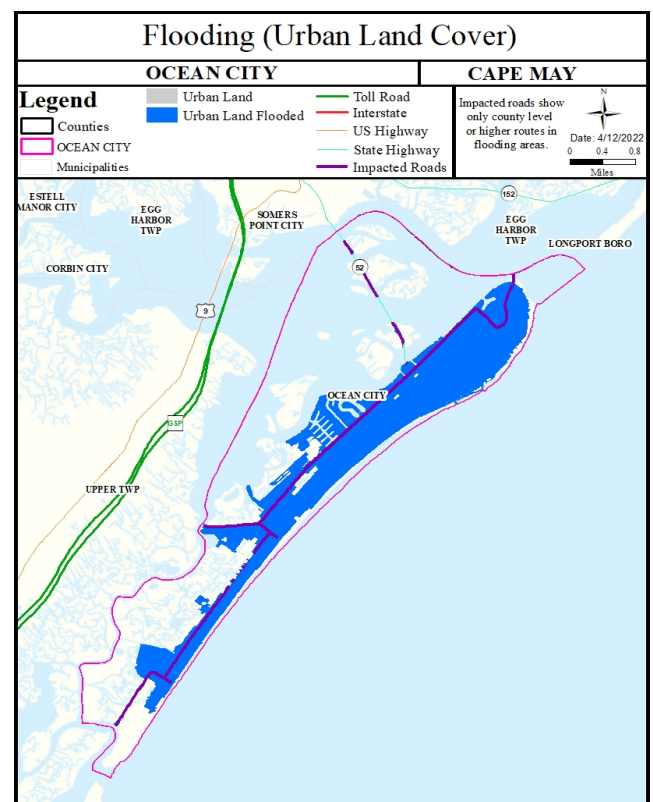 Flooding (Urban Land Cover)
OCEAN CITY
CAPE MAY
Legend
Counties
OCEAN CITY
Municipalities
Urban Land
Urban Land Flooded
Toll Road
Interstate
US Highway
State Highway
Impacted Roads
Impacted roads show
only county level
or higher routes in
flooding areas.
N
Date: 4/12/2022
0 0.4 0.8
Miles
ESTELL
MANOR CITY
EGG
HARBOR
TWP
SOMERS
POINT CITY
152
EGG
HARBOR
TWP
LONGPORT BORO
CORBIN CITY
52
9
OCEAN CITY
GSP
UPPER TWP